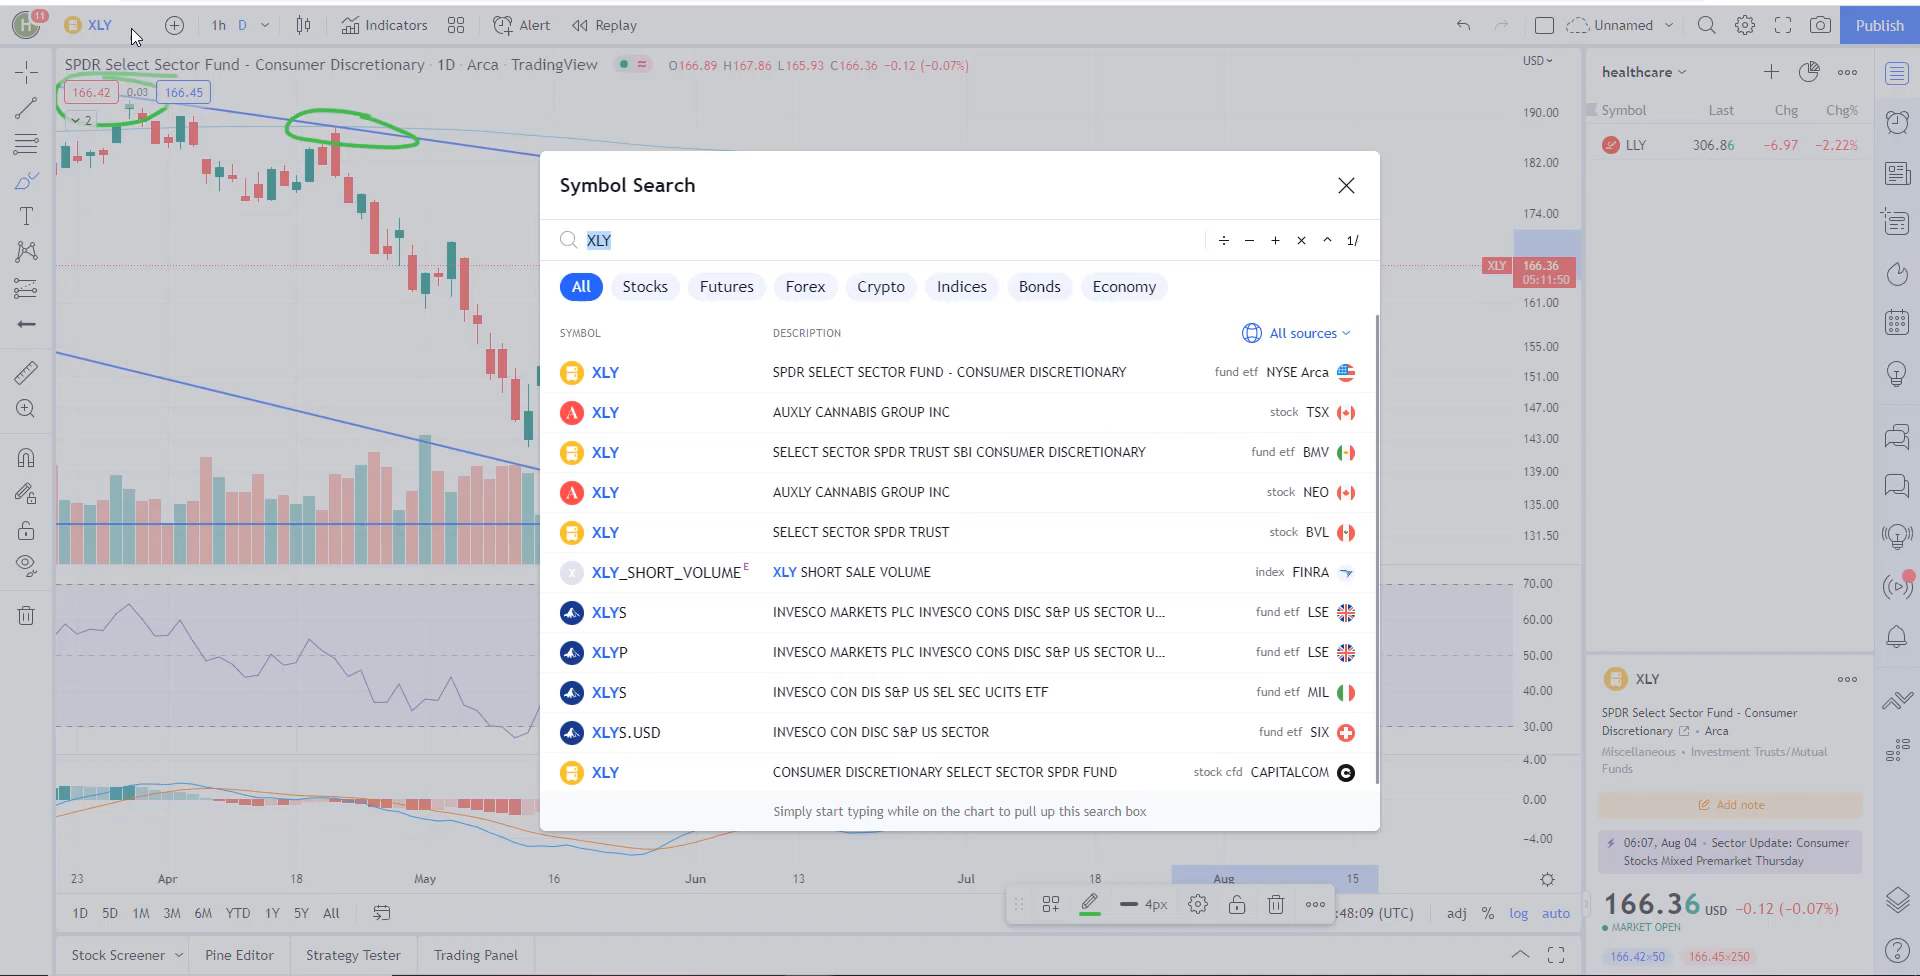 H 11 XLY 1h D Indicators Alert Replay Unnamed Publish
SPDR Select Sector Fund - Consumer Discretionary · 1D · Arca · TradingView O166.89 H167.86 L165.93 C166.36 −0.12 (−0.07%)
166.42 0.03 166.45
2
USD
190.00
182.00
174.00
XLY 166.36
05:11:50
161.00
155.00
151.00
147.00
143.00
139.00
135.00
131.50
70.00
60.00
50.00
40.00
30.00
4.00
0.00
−4.00
Symbol Search
XLY ÷ − + × ^ 1/
All Stocks Futures Forex Crypto Indices Bonds Economy
SYMBOL DESCRIPTION All sources
XLY SPDR SELECT SECTOR FUND - CONSUMER DISCRETIONARY fund etf NYSE Arca
XLY AUXLY CANNABIS GROUP INC stock TSX
XLY SELECT SECTOR SPDR TRUST SBI CONSUMER DISCRETIONARY fund etf BMV
XLY AUXLY CANNABIS GROUP INC stock NEO
XLY SELECT SECTOR SPDR TRUST stock BVL
X XLY_SHORT_VOLUME E XLY SHORT SALE VOLUME index FINRA
XLYS INVESCO MARKETS PLC INVESCO CONS DISC S&P US SECTOR U... fund etf LSE
XLYP INVESCO MARKETS PLC INVESCO CONS DISC S&P US SECTOR U... fund etf LSE
XLYS INVESCO CON DIS S&P US SEL SEC UCITS ETF fund etf MIL
XLYS.USD INVESCO CON DISC S&P US SECTOR fund etf SIX
XLY CONSUMER DISCRETIONARY SELECT SECTOR SPDR FUND stock cfd CAPITALCOM
Simply start typing while on the chart to pull up this search box
23 Apr 18 May 16 Jun 13 Jul 18 Aug 15
1D 5D 1M 3M 6M YTD 1Y 5Y All 4px :48:09 (UTC) adj % log auto
Stock Screener Pine Editor Strategy Tester Trading Panel
healthcare
Symbol Last Chg Chg%
LLY 306.86 −6.97 −2.22%
XLY
SPDR Select Sector Fund - Consumer
Discretionary • Arca
Miscellaneous • Investment Trusts/Mutual
Funds
Add note
06:07, Aug 04 • Sector Update: Consumer
Stocks Mixed Premarket Thursday
166.36 USD −0.12 (−0.07%)
MARKET OPEN
166.42×50 166.45×250